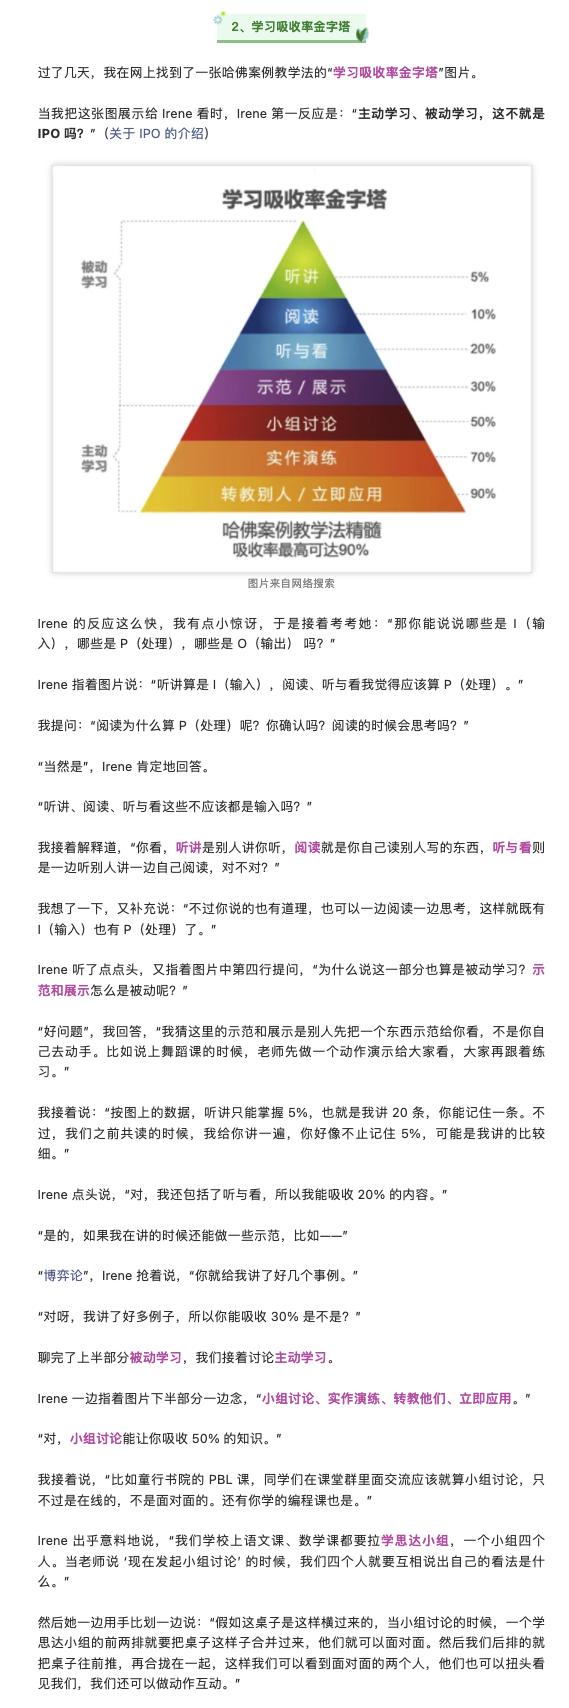 2、学习吸收率金字塔
过了几天，我在网上找到了一张哈佛案例教学法的“学习吸收率金字塔”图片。
当我把这张图展示给 Irene 看时，Irene 第一反应是：“主动学习、被动学习，这不就是
IPO 吗？”（关于 IPO 的介绍）
学习吸收率金字塔
被动
学习
听讲
5%
阅读
10%
听与看
20%
示范 / 展示
30%
主动
学习
小组讨论
50%
实作演练
70%
转教别人 / 立即应用
90%
哈佛案例教学法精髓
吸收率最高可达90%
图片来自网络搜索
Irene 的反应这么快，我有点小惊讶，于是接着考考她：“那你能说说哪些是 I（输
入），哪些是 P（处理），哪些是 O（输出） 吗？”
Irene 指着图片说：“听讲算是 I（输入），阅读、听与看我觉得应该算 P（处理）。”
我提问：“阅读为什么算 P（处理）呢？你确认吗？阅读的时候会思考吗？”
“当然是”，Irene 肯定地回答。
“听讲、阅读、听与看这些不应该都是输入吗？”
我接着解释道，“你看，听讲是别人讲你听，阅读就是你自己读别人写的东西，听与看则
是一边听别人讲一边自己阅读，对不对？”
我想了一下，又补充说：“不过你说的也有道理，也可以一边阅读一边思考，这样就既有
I（输入）也有 P（处理）了。”
Irene 听了点点头，又指着图片中第四行提问，“为什么说这一部分也算是被动学习？示
范和展示怎么是被动呢？”
“好问题”，我回答，“我猜这里的示范和展示是别人先把一个东西示范给你看，不是你自
己去动手。比如说上舞蹈课的时候，老师先做一个动作演示给大家看，大家再跟着练
习。”
我接着说：“按图上的数据，听讲只能掌握 5%，也就是我讲 20 条，你能记住一条。不
过，我们之前共读的时候，我给你讲一遍，你好像不止记住 5%，可能是我讲的比较
细。”
Irene 点头说，“对，我还包括了听与看，所以我能吸收 20% 的内容。”
“是的，如果我在讲的时候还能做一些示范，比如——”
“博弈论”，Irene 抢着说，“你就给我讲了好几个事例。”
“对呀，我讲了好多例子，所以你能吸收 30% 是不是？”
聊完了上半部分被动学习，我们接着讨论主动学习。
Irene 一边指着图片下半部分一边念，“小组讨论、实作演练、转教他们、立即应用。”
“对，小组讨论能让你吸收 50% 的知识。”
我接着说，“比如童行书院的 PBL 课，同学们在课堂群里面交流应该就算小组讨论，只
不过是在线的，不是面对面的。还有你学的编程课也是。”
Irene 出乎意料地说，“我们学校上语文课、数学课都要拉学思达小组，一个小组四个
人。当老师说 ‘现在发起小组讨论’ 的时候，我们四个人就要互相说出自己的看法是什
么。”
然后她一边用手比划一边说：“假如这桌子是这样横过来的，当小组讨论的时候，一个学
思达小组的前两排就要把桌子这样子合并过来，他们就可以面对面。然后我们后排的就
把桌子往前推，再合拢在一起，这样我们可以看到面对面的两个人，他们也可以扭头看
见我们，我们还可以做动作互动。”